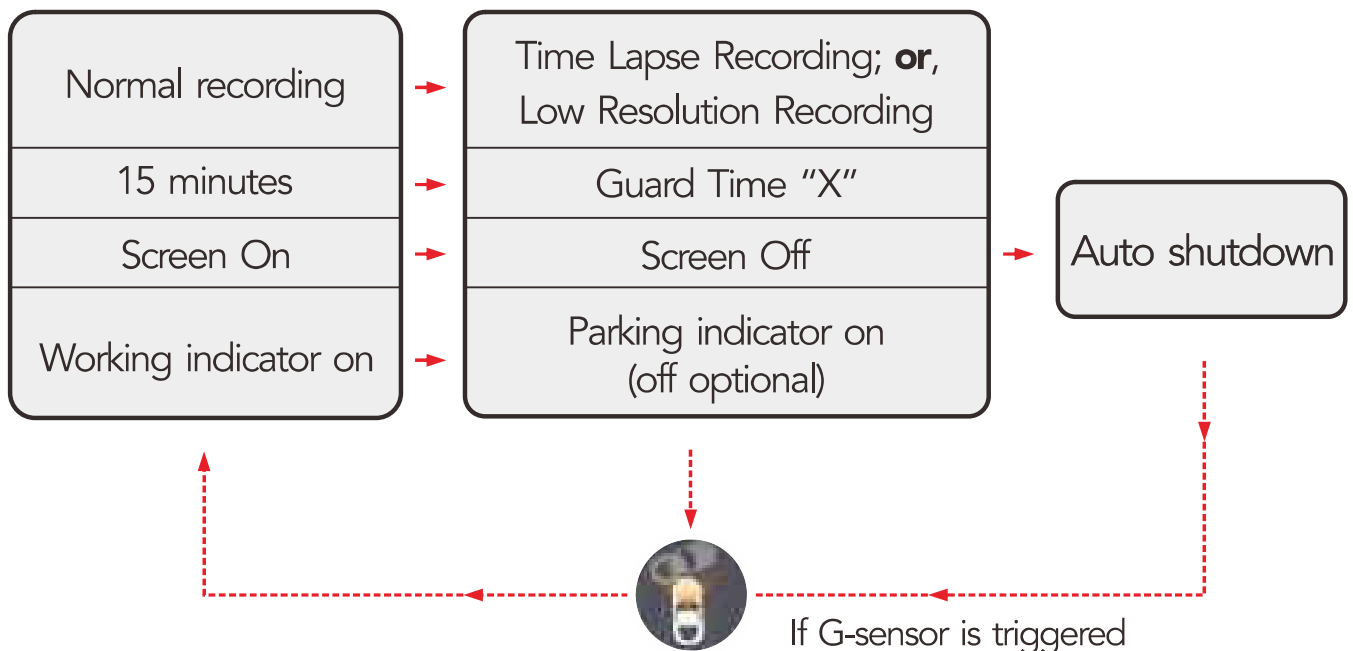 Normal recording
15 minutes
Screen On
Working indicator on
Time Lapse Recording; or,
Low Resolution Recording
Guard Time “X”
Screen Off
Parking indicator on
(off optional)
Auto shutdown
If G-sensor is triggered